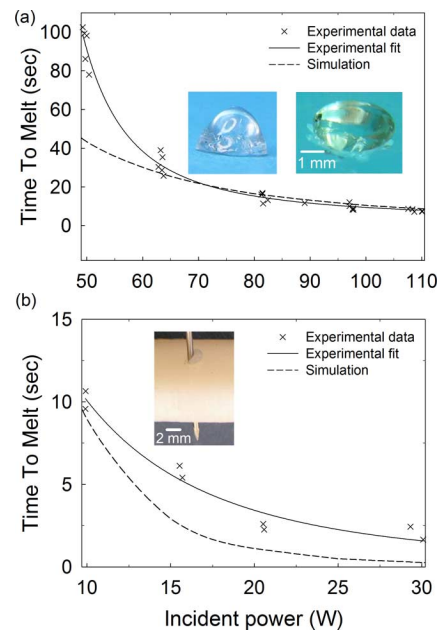 (a)
Time To Melt (sec)
120
100
80
60
40
20
0
× Experimental data
Experimental fit
Simulation
1 mm
50 60 70 80 90 100 110
(b)
Time To Melt (sec)
15
10
5
0
× Experimental data
Experimental fit
Simulation
2 mm
10 15 20 25 30
Incident power (W)